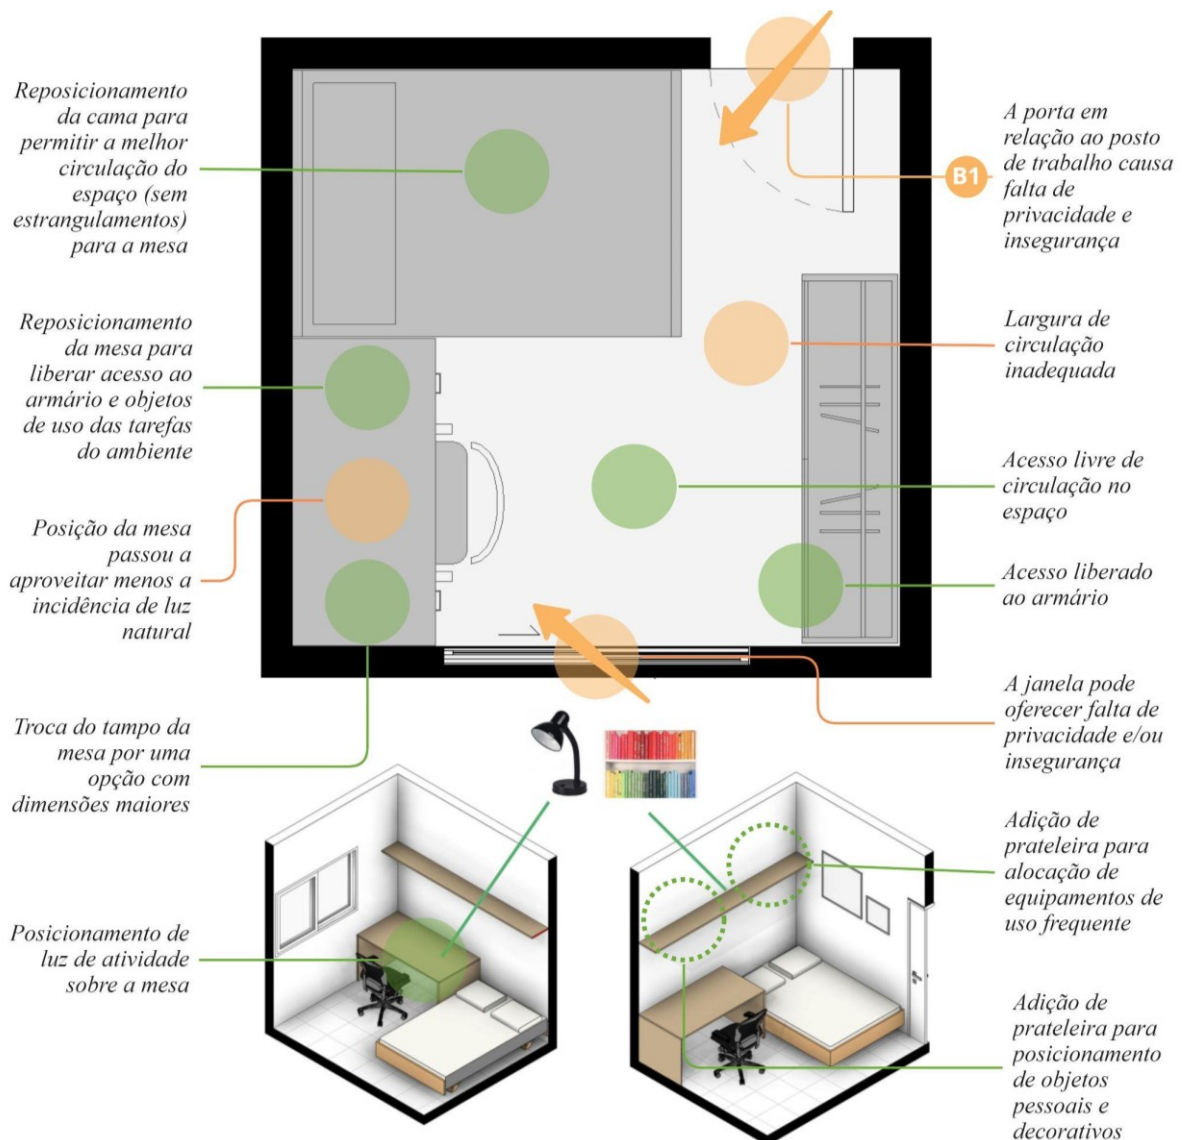 Reposicionamento
da cama para
permitir a melhor
circulação do
espaço (sem
estrangulamentos)
para a mesa
Reposicionamento
da mesa para
liberar acesso ao
armário e objetos
de uso das tarefas
do ambiente
Posição da mesa
passou a
aproveitar menos a
incidência de luz
natural
Troca do tampo da
mesa por uma
opção com
dimensões maiores
Posicionamento de
luz de atividade
sobre a mesa
B1
A porta em
relação ao posto
de trabalho causa
falta de
privacidade e
insegurança
Largura de
circulação
inadequada
Acesso livre de
circulação no
espaço
Acesso liberado
ao armário
A janela pode
oferecer falta de
privacidade e/ou
insegurança
Adição de
prateleira para
alocação de
equipamentos de
uso frequente
Adição de
prateleira para
posicionamento
de objetos
pessoais e
decorativos